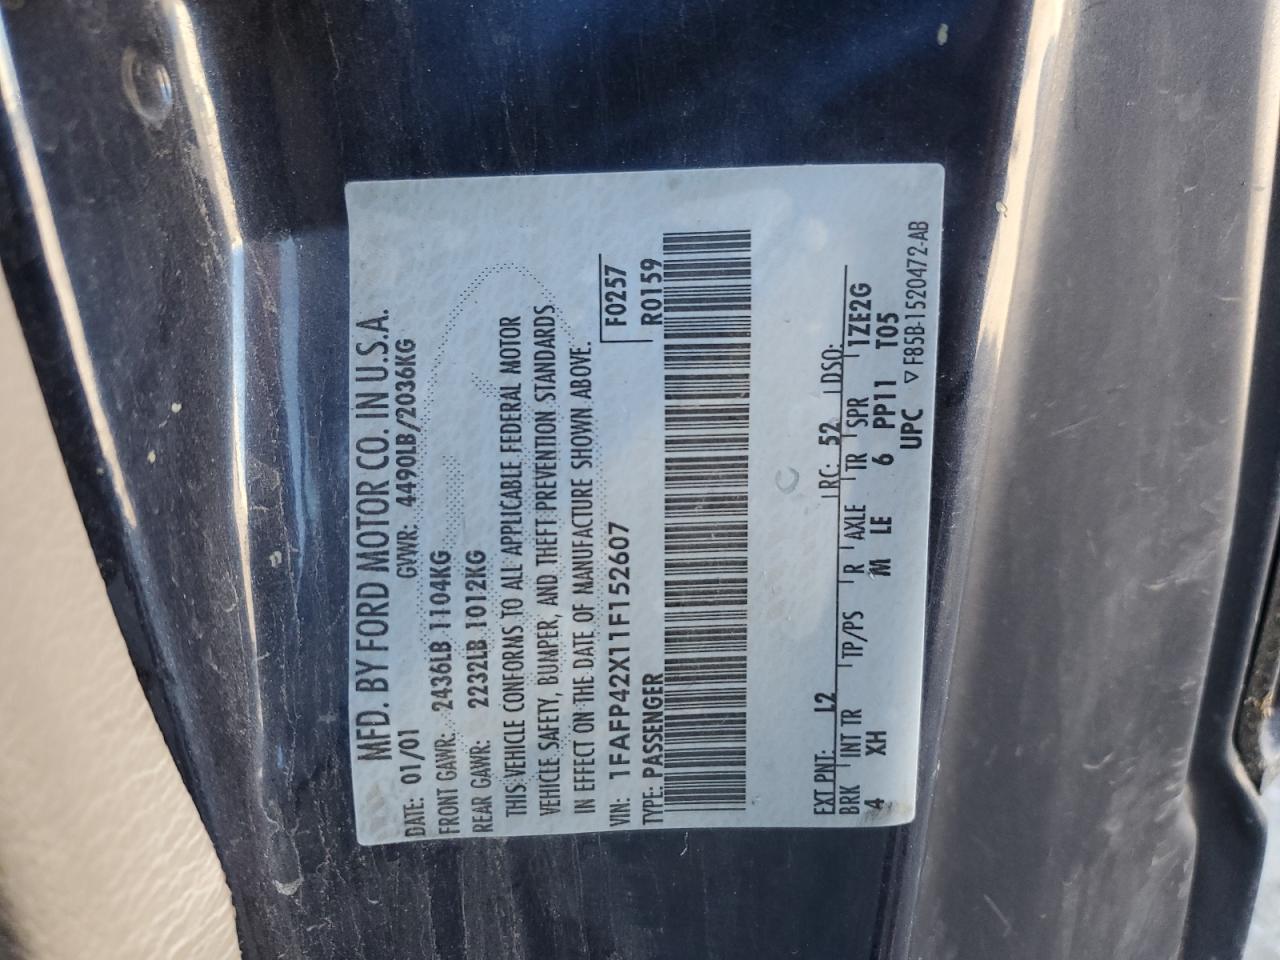 MFD. BY FORD MOTOR CO. IN U.S.A.
DATE: 01/01 GVWR: 4490LB/2036KG
FRONT GAWR: 2436LB 1104KG
REAR GAWR: 2232LB 1012KG
THIS VEHICLE CONFORMS TO ALL APPLICABLE FEDERAL MOTOR
VEHICLE SAFETY, BUMPER, AND THEFT PREVENTION STANDARDS
IN EFFECT ON THE DATE OF MANUFACTURE SHOWN ABOVE.
VIN: 1FAFP42X11F152607 F0257
TYPE: PASSENGER R0159
EXT PNT: L2 RC: 52 DSO:
BRK INT TR TP/PS R AXLE TR SPR 1ZE2G
4 XH M LE 6 PP11 T05
UPC ▽ F85B-1520472-AB